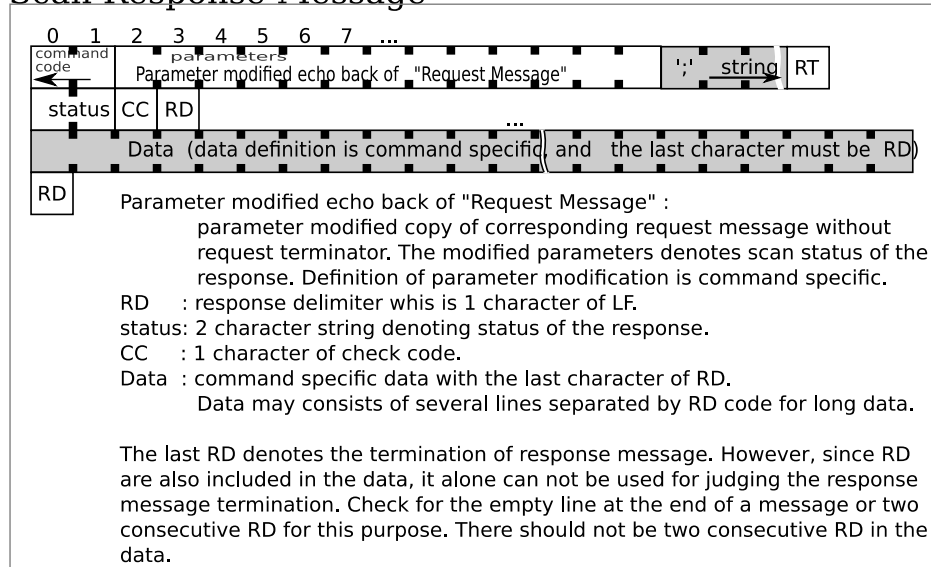 Scan Response Message
0 1 2 3 4 5 6 7 ...
command code parameters
Parameter modified echo back of "Request Message" ';' string RT
status CC RD
...
Data (data definition is command specific, and the last character must be RD)
RD
Parameter modified echo back of "Request Message" :
parameter modified copy of corresponding request message without
request terminator. The modified parameters denotes scan status of the
response. Definition of parameter modification is command specific.
RD : response delimiter whis is 1 character of LF.
status: 2 character string denoting status of the response.
CC : 1 character of check code.
Data : command specific data with the last character of RD.
Data may consists of several lines separated by RD code for long data.
The last RD denotes the termination of response message. However, since RD
are also included in the data, it alone can not be used for judging the response
message termination. Check for the empty line at the end of a message or two
consecutive RD for this purpose. There should not be two consecutive RD in the
data.